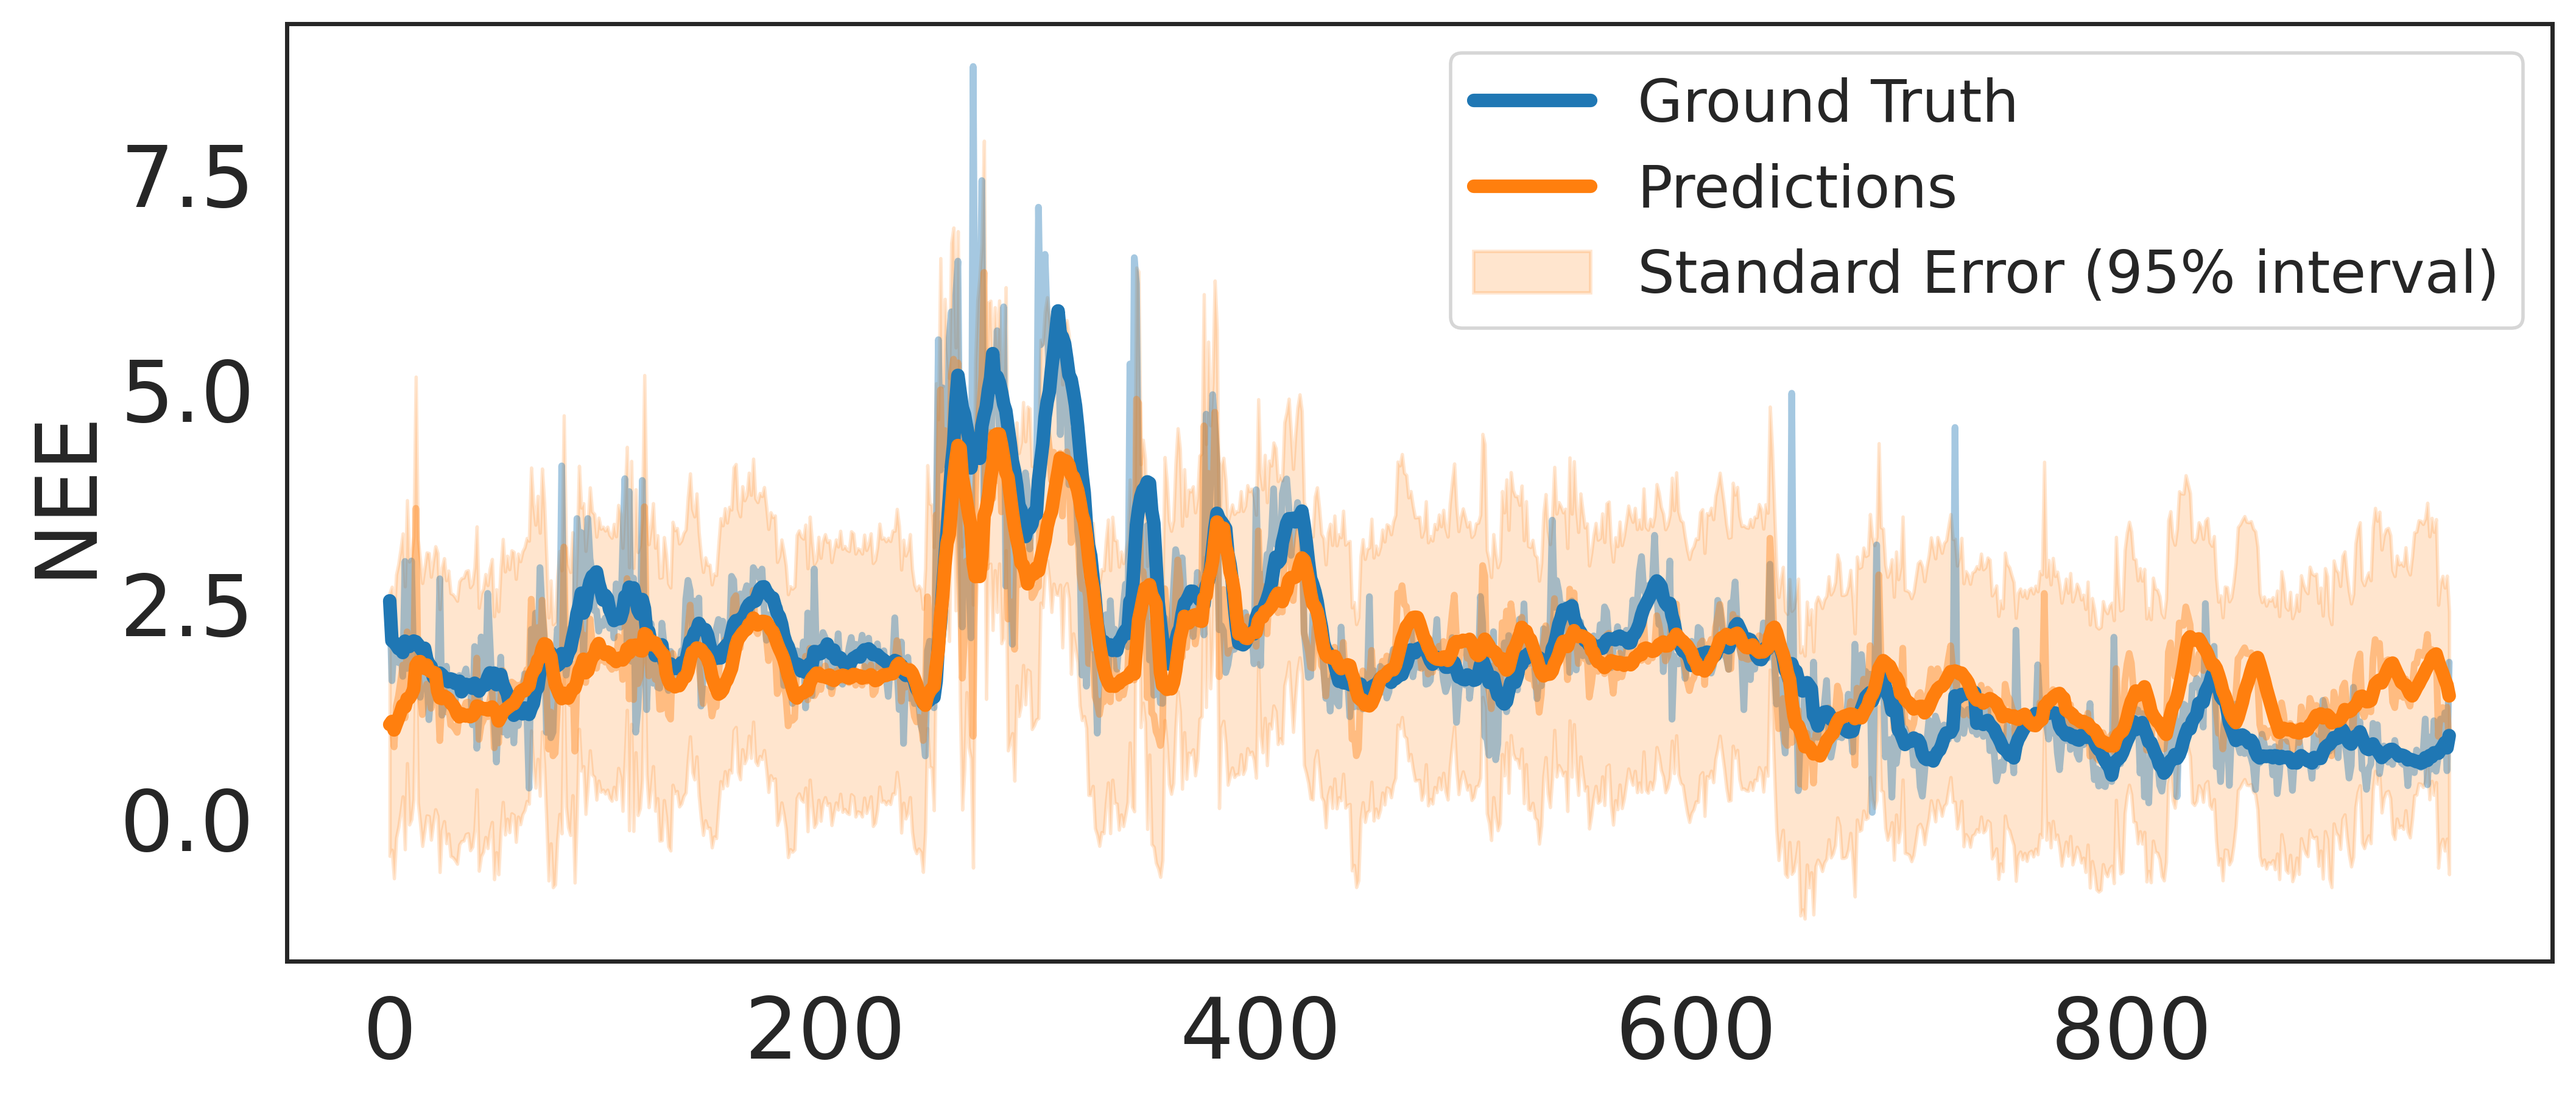 Ground Truth
Predictions
Standard Error (95% interval)
NEE
7.5
5.0
2.5
0.0
0 200 400 600 800